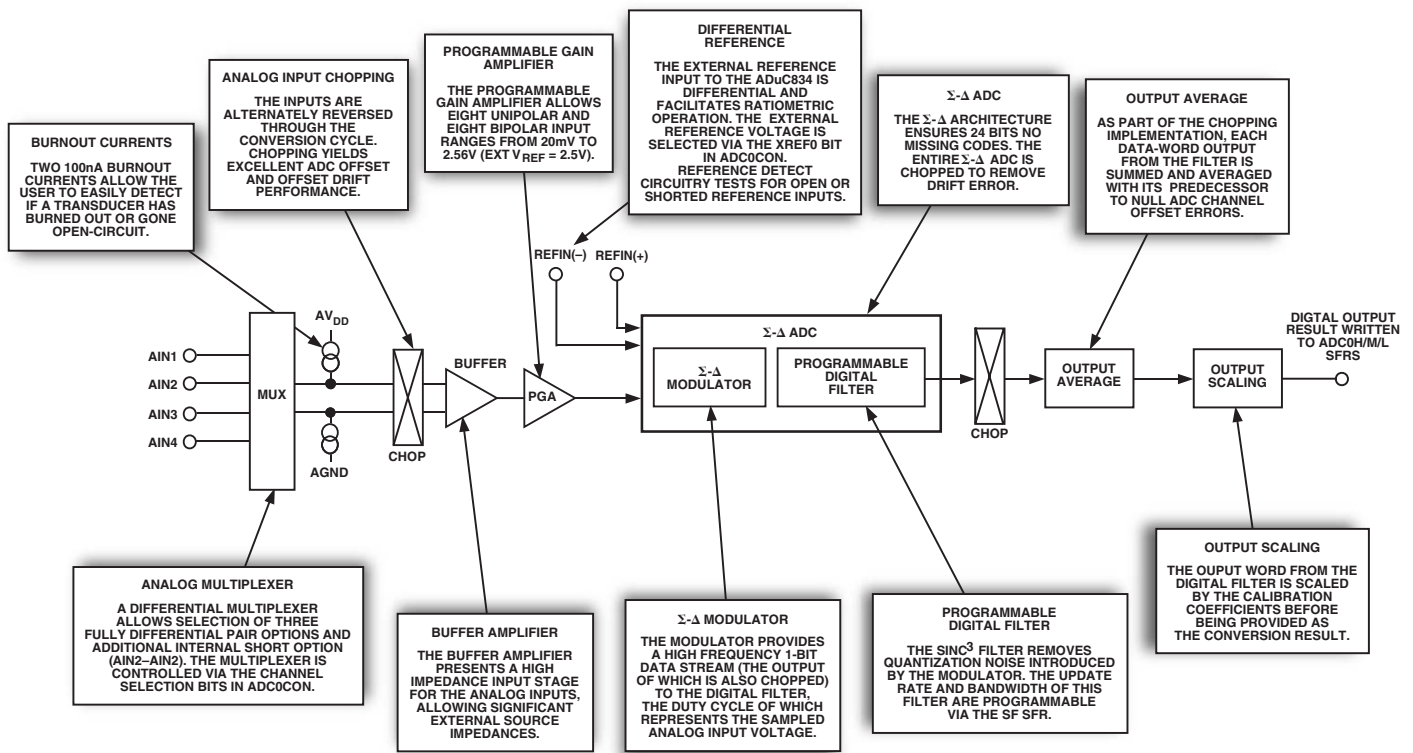 BURNOUT CURRENTS
TWO 100nA BURNOUT
CURRENTS ALLOW THE
USER TO EASILY DETECT
IF A TRANSDUCER HAS
BURNED OUT OR GONE
OPEN-CIRCUIT.
ANALOG INPUT CHOPPING
THE INPUTS ARE
ALTERNATELY REVERSED
THROUGH THE
CONVERSION CYCLE.
CHOPPING YIELDS
EXCELLENT ADC OFFSET
AND OFFSET DRIFT
PERFORMANCE.
PROGRAMMABLE GAIN
AMPLIFIER
THE PROGRAMMABLE
GAIN AMPLIFIER ALLOWS
EIGHT UNIPOLAR AND
EIGHT BIPOLAR INPUT
RANGES FROM 20mV TO
2.56V (EXT VREF = 2.5V).
DIFFERENTIAL
REFERENCE
THE EXTERNAL REFERENCE
INPUT TO THE ADuC834 IS
DIFFERENTIAL AND
FACILITATES RATIOMETRIC
OPERATION. THE EXTERNAL
REFERENCE VOLTAGE IS
SELECTED VIA THE XREF0 BIT
IN ADC0CON.
REFERENCE DETECT
CIRCUITRY TESTS FOR OPEN OR
SHORTED REFERENCE INPUTS.
Σ-Δ ADC
THE Σ-Δ ARCHITECTURE
ENSURES 24 BITS NO
MISSING CODES. THE
ENTIRE Σ-Δ ADC IS
CHOPPED TO REMOVE
DRIFT ERROR.
OUTPUT AVERAGE
AS PART OF THE CHOPPING
IMPLEMENTATION, EACH
DATA-WORD OUTPUT
FROM THE FILTER IS
SUMMED AND AVERAGED
WITH ITS PREDECESSOR
TO NULL ADC CHANNEL
OFFSET ERRORS.
REFIN(–)
REFIN(+)
AIN1
AIN2
AIN3
AIN4
MUX
AVDD
AGND
CHOP
BUFFER
PGA
Σ-Δ ADC
Σ-Δ
MODULATOR
PROGRAMMABLE
DIGITAL
FILTER
CHOP
OUTPUT
AVERAGE
OUTPUT
SCALING
DIGTAL OUTPUT
RESULT WRITTEN
TO ADC0H/M/L
SFRS
ANALOG MULTIPLEXER
A DIFFERENTIAL MULTIPLEXER
ALLOWS SELECTION OF THREE
FULLY DIFFERENTIAL PAIR OPTIONS AND
ADDITIONAL INTERNAL SHORT OPTION
(AIN2–AIN2). THE MULTIPLEXER IS
CONTROLLED VIA THE CHANNEL
SELECTION BITS IN ADC0CON.
BUFFER AMPLIFIER
THE BUFFER AMPLIFIER
PRESENTS A HIGH
IMPEDANCE INPUT STAGE
FOR THE ANALOG INPUTS,
ALLOWING SIGNIFICANT
EXTERNAL SOURCE
IMPEDANCES.
Σ-Δ MODULATOR
THE MODULATOR PROVIDES
A HIGH FREQUENCY 1-BIT
DATA STREAM (THE OUTPUT
OF WHICH IS ALSO CHOPPED)
TO THE DIGITAL FILTER,
THE DUTY CYCLE OF WHICH
REPRESENTS THE SAMPLED
ANALOG INPUT VOLTAGE.
PROGRAMMABLE
DIGITAL FILTER
THE SINC³ FILTER REMOVES
QUANTIZATION NOISE INTRODUCED
BY THE MODULATOR. THE UPDATE
RATE AND BANDWIDTH OF THIS
FILTER ARE PROGRAMMABLE
VIA THE SF SFR.
OUTPUT SCALING
THE OUPUT WORD FROM THE
DIGITAL FILTER IS SCALED
BY THE CALIBRATION
COEFFICIENTS BEFORE
BEING PROVIDED AS
THE CONVERSION RESULT.